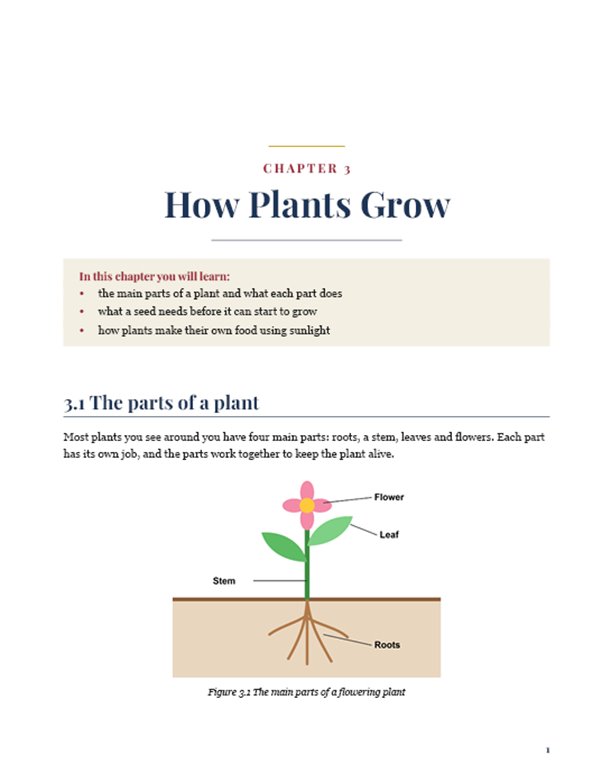 CHAPTER 3
How Plants Grow
In this chapter you will learn:
• the main parts of a plant and what each part does
• what a seed needs before it can start to grow
• how plants make their own food using sunlight
3.1 The parts of a plant
Most plants you see around you have four main parts: roots, a stem, leaves and flowers. Each part
has its own job, and the parts work together to keep the plant alive.
Flower
Leaf
Stem
Roots
Figure 3.1 The main parts of a flowering plant
1